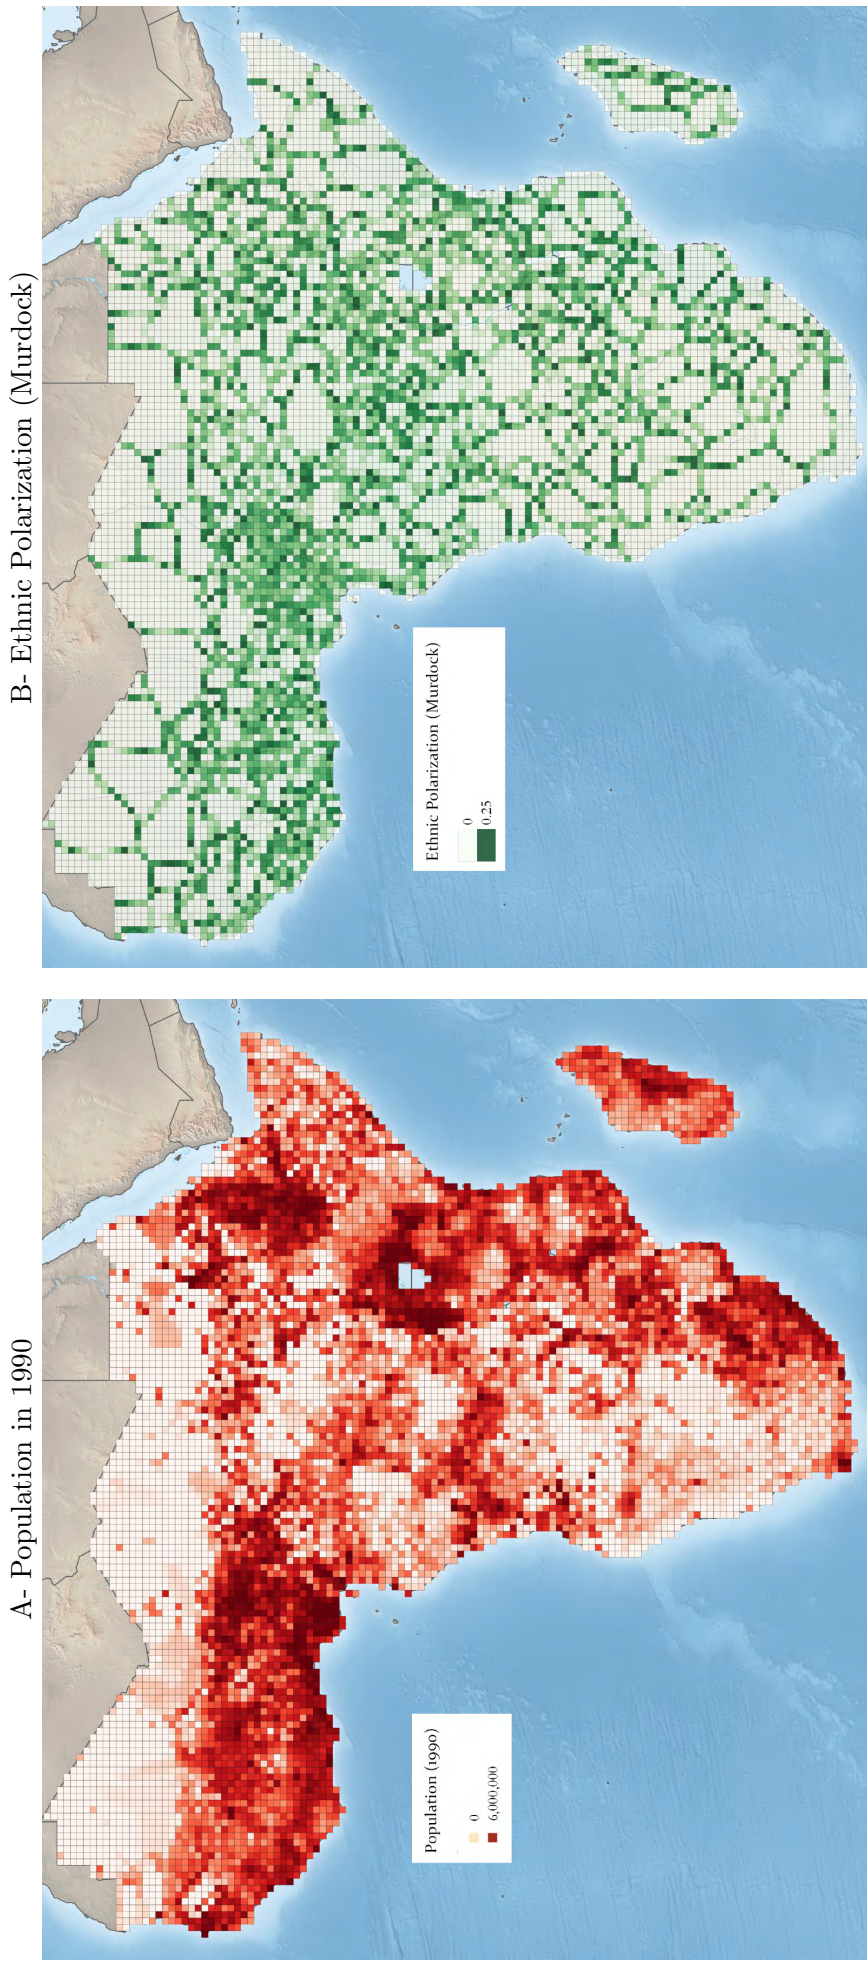 A- Population in 1990
Population (1990)
0
6,000,000
B- Ethnic Polarization (Murdock)
Ethnic Polarization (Murdock)
0
0.25